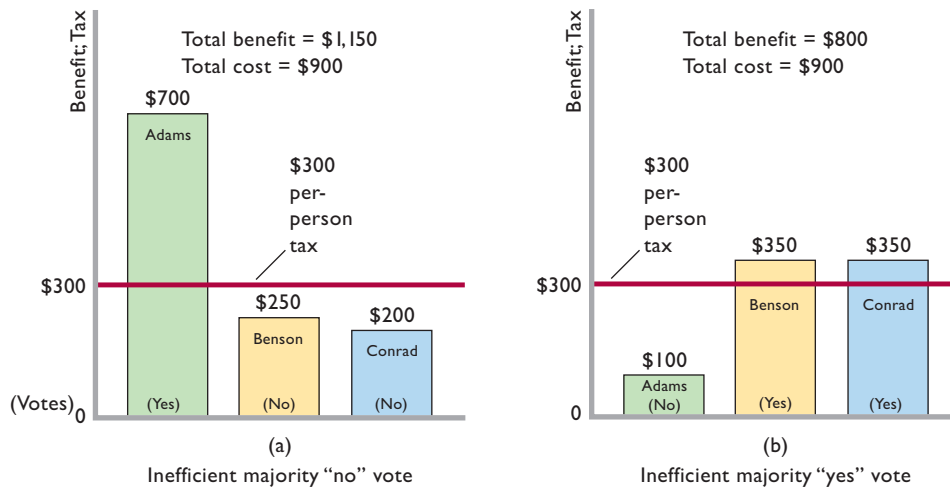 Benefit; Tax
Total benefit = $1,150
Total cost = $900
$700
Adams
$300
per-
person
tax
$300
$250
Benson
$200
Conrad
(Votes)
0
(Yes)
(No)
(No)
(a)
Inefficient majority “no” vote
Benefit; Tax
Total benefit = $800
Total cost = $900
$300
per-
person
tax
$350
$350
$300
Benson
Conrad
$100
Adams
(No)
(Yes)
(Yes)
0
(b)
Inefficient majority “yes” vote